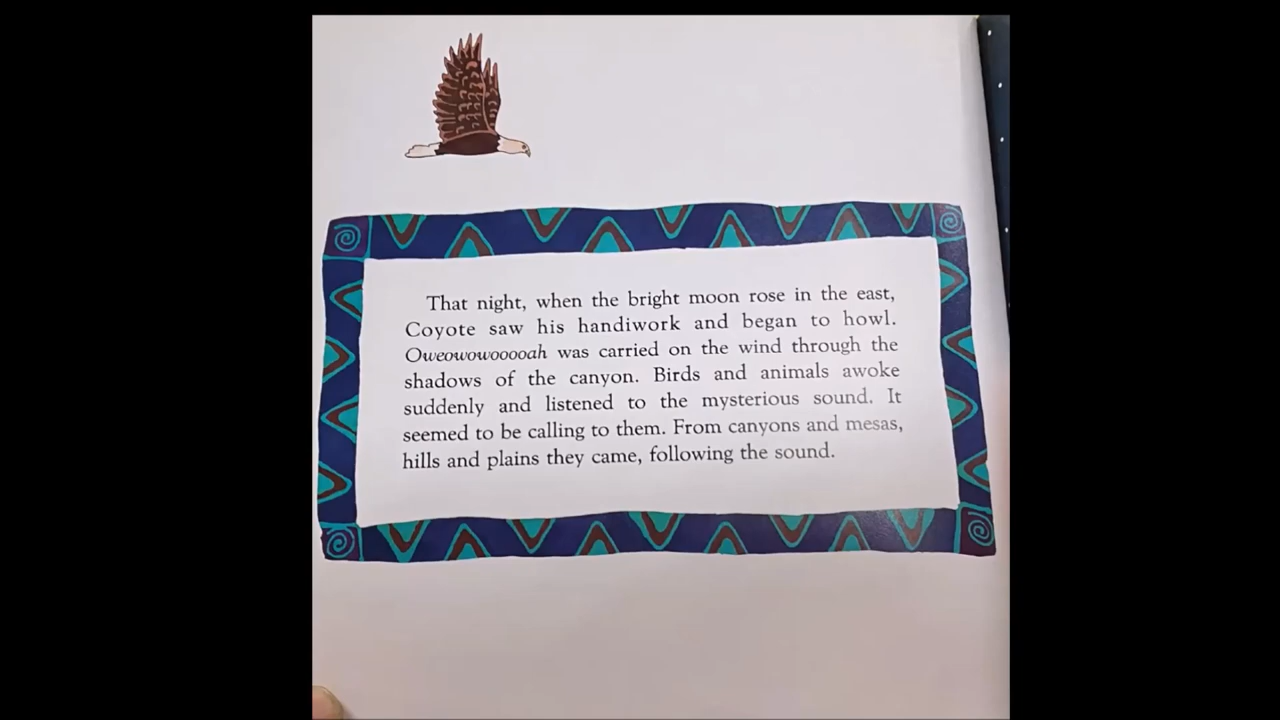 That night, when the bright moon rose in the east,
Coyote saw his handiwork and began to howl.
Oweowowooooah was carried on the wind through the
shadows of the canyon. Birds and animals awoke
suddenly and listened to the mysterious sound. It
seemed to be calling to them. From canyons and mesas,
hills and plains they came, following the sound.